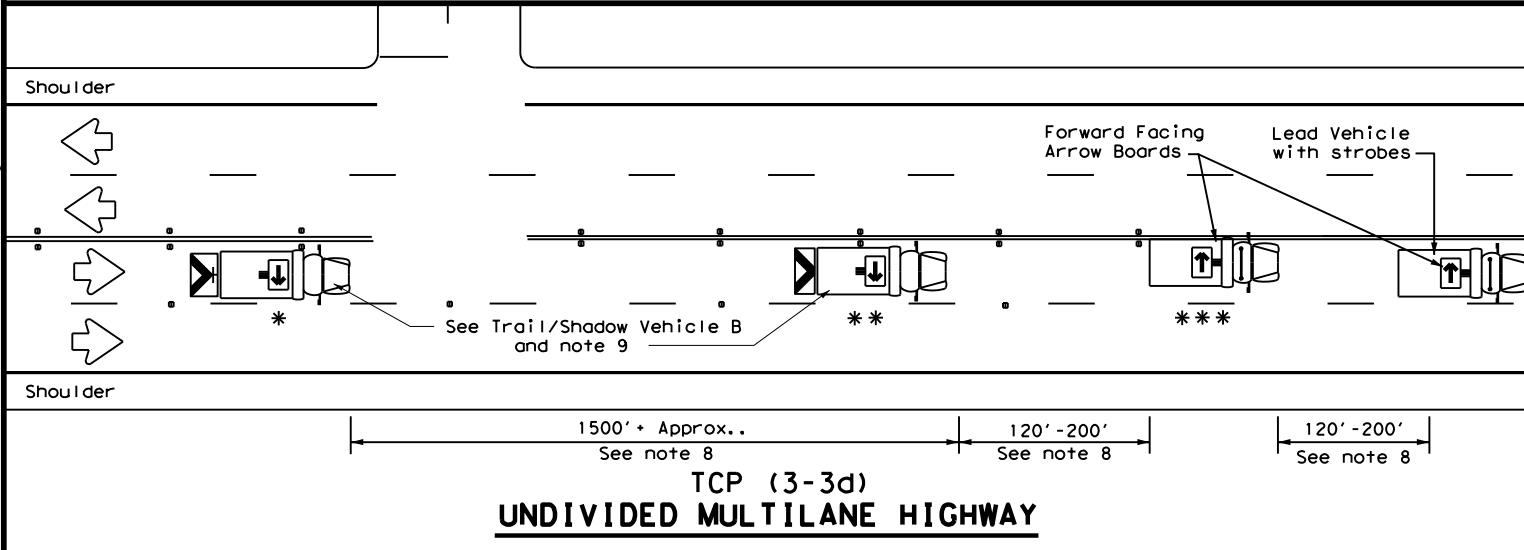 Shoulder
Forward Facing
Arrow Boards
Lead Vehicle
with strobes
*
**
***
See Trail/Shadow Vehicle B
and note 9
Shoulder
1500'+ Approx..
See note 8
120'-200'
See note 8
120'-200'
See note 8
TCP (3-3d)
UNDIVIDED MULTILANE HIGHWAY